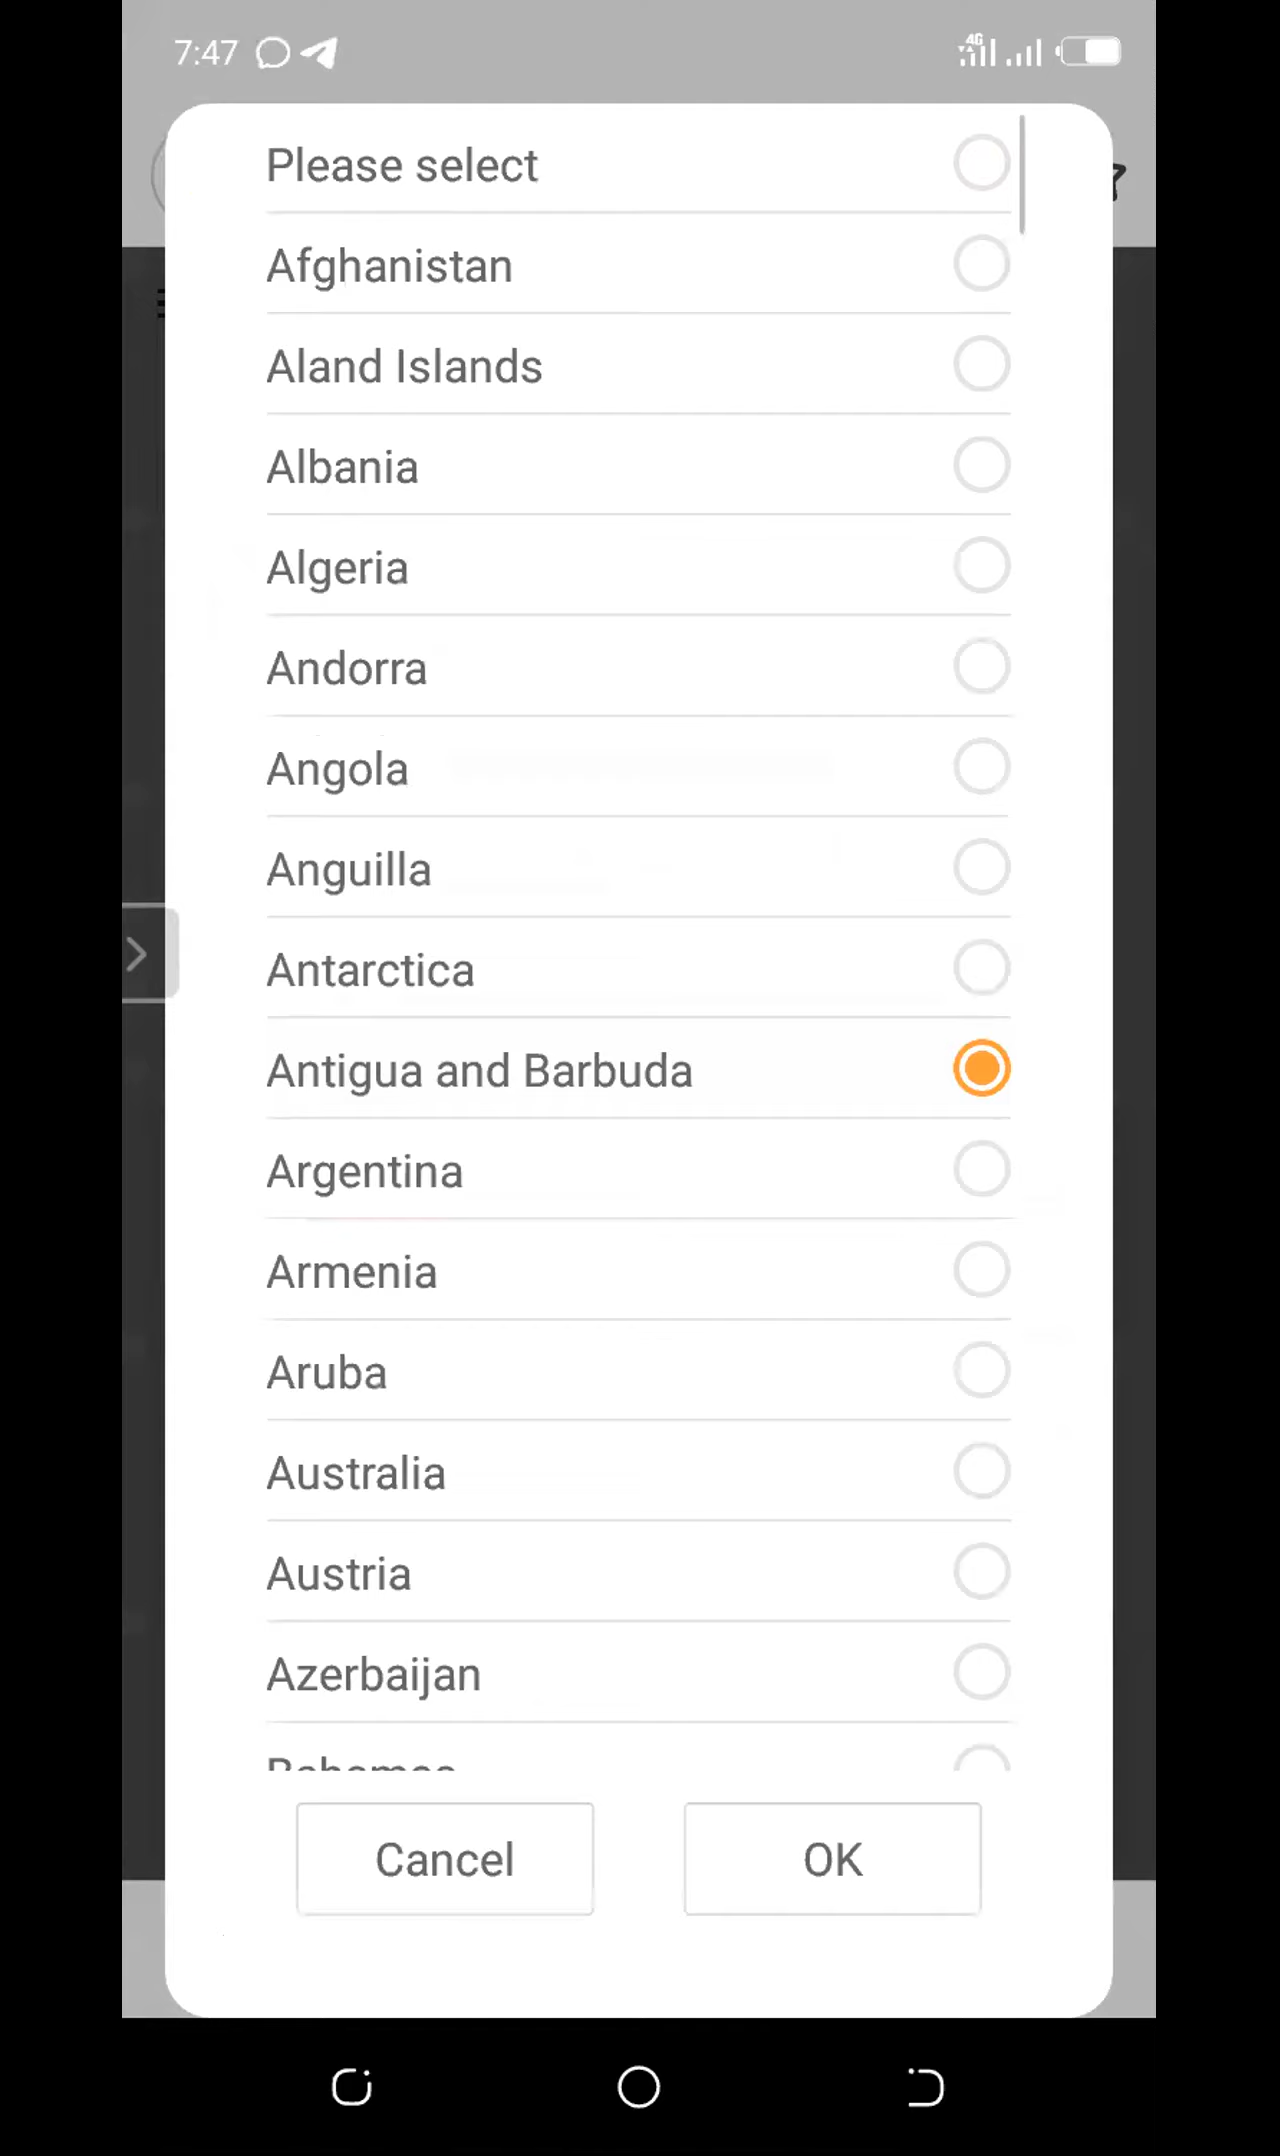 7:47
4G
Please select
Afghanistan
Aland Islands
Albania
Algeria
Andorra
Angola
Anguilla
Antarctica
Antigua and Barbuda
Argentina
Armenia
Aruba
Australia
Austria
Azerbaijan
Cancel
OK